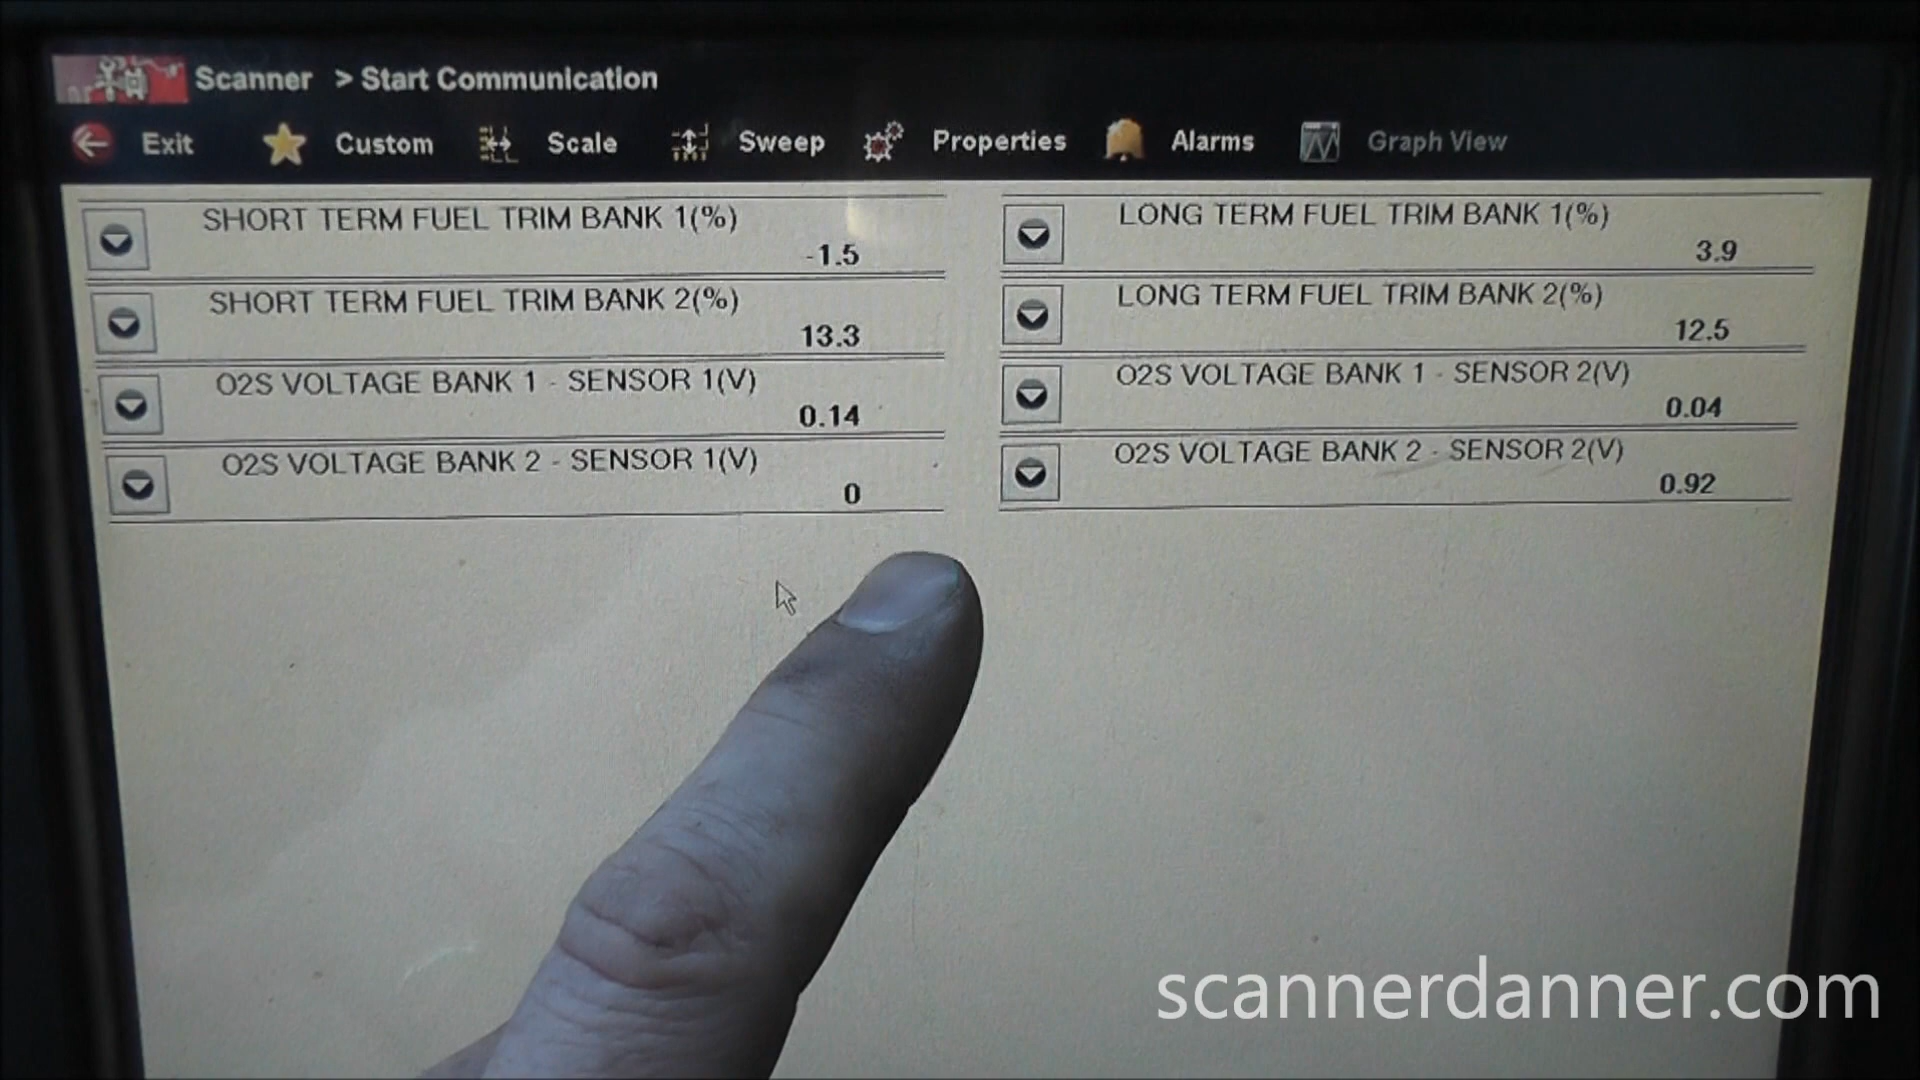 Scanner > Start Communication
Exit Custom Scale Sweep Properties Alarms Graph View
SHORT TERM FUEL TRIM BANK 1(%)
-1.5
LONG TERM FUEL TRIM BANK 1(%)
3.9
SHORT TERM FUEL TRIM BANK 2(%)
13.3
LONG TERM FUEL TRIM BANK 2(%)
12.5
O2S VOLTAGE BANK 1 - SENSOR 1(V)
0.14
O2S VOLTAGE BANK 1 - SENSOR 2(V)
0.04
O2S VOLTAGE BANK 2 - SENSOR 1(V)
0
O2S VOLTAGE BANK 2 - SENSOR 2(V)
0.92
scannerdanner.com